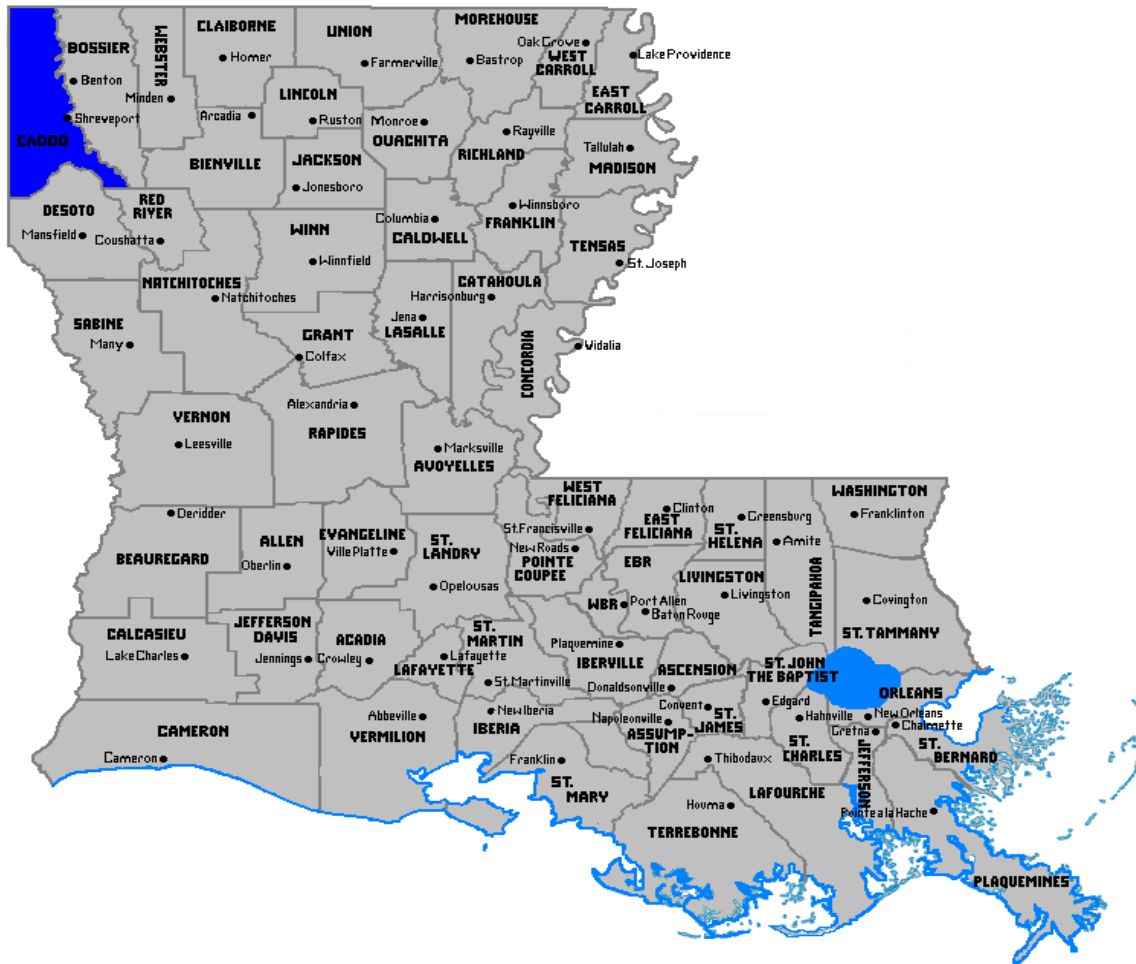 MOREHOUSE
CLAIBORNE
UNION
OakGrove
BOSSIER
WEBSTER
WEST
CARROLL
Lake Providence
Homer
Farmerville
Bastrop
Benton
Minden
LINCOLN
EAST
CARROLL
Shreveport
Arcadia
Ruston
Monroe
OUACHITA
Rayville
CADDO
BIENVILLE
JACKSON
RICHLAND
Tallulah
MADISON
Jonesboro
DESOTO
RED
RIVER
Winnsboro
FRANKLIN
Columbia
CALDWELL
WINN
Mansfield
Coushatta
TENSAS
Winnfield
St. Joseph
NATCHITOCHES
Natchitoches
CATAHOULA
Harrisonburg
SABINE
Many
GRANT
Colfax
Jena
LASALLE
CONCORDIA
Vidalia
VERNON
Leesville
Alexandria
RAPIDES
Marksville
AVOYELLES
WEST
FELICIANA
WASHINGTON
Franklinton
Deridder
St.Francisville
Clinton
EAST
FELICIANA
Greensburg
ST.
HELENA
Amite
BEAUREGARD
ALLEN
Oberlin
EVANGELINE
VillePlatte
ST.
LANDRY
New Roads
POINTE
COUPEE
EBR
LIVINGSTON
Livingston
TANGIPAHOA
Opelousas
WBR
Port Allen
Baton Rouge
Covington
ST. TAMMANY
CALCASIEU
Lake Charles
JEFFERSON
DAVIS
Jennings
ACADIA
Crowley
ST.
MARTIN
Lafayette
LAFAYETTE
St.Martinville
Plaquemine
IBERVILLE
ASCENSION
Donaldsonville
ST. JOHN
THE BAPTIST
ORLEANS
CAMERON
Cameron
Abbeville
VERMILION
New Iberia
IBERIA
Napoleonville
ASSUMP-
TION
Convent
ST.
JAMES
Edgard
Hahnville
New Orleans
Chalmette
Gretna
ST.
CHARLES
JEFFERSON
ST.
BERNARD
Franklin
ST.
MARY
Thibodaux
LAFOURCHE
Houma
TERREBONNE
Pointe a la Hache
PLAQUEMINES